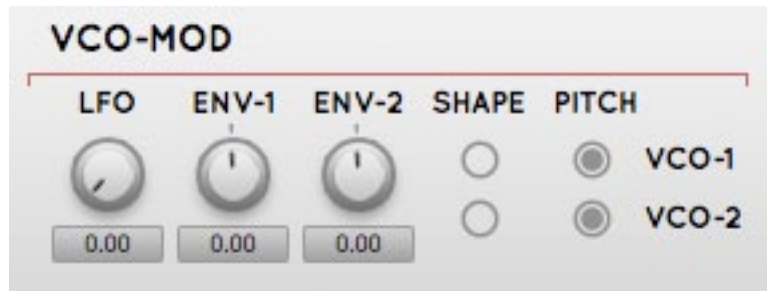 VCO-MOD
LFO ENV-1 ENV-2 SHAPE PITCH
VCO-1
VCO-2
0.00 0.00 0.00